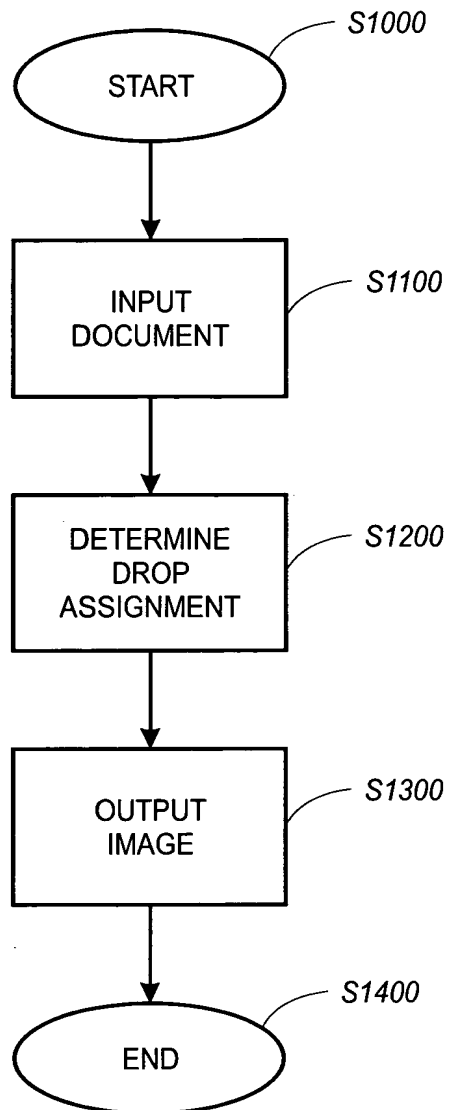 S1000
START
S1100
INPUT
DOCUMENT
S1200
DETERMINE
DROP
ASSIGNMENT
S1300
OUTPUT
IMAGE
S1400
END